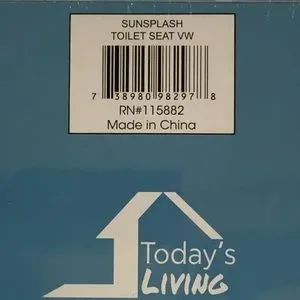 SUNSPLASH
TOILET SEAT VW
7 38980 98297 8
RN#115882
Made in China
Today's
LIVING